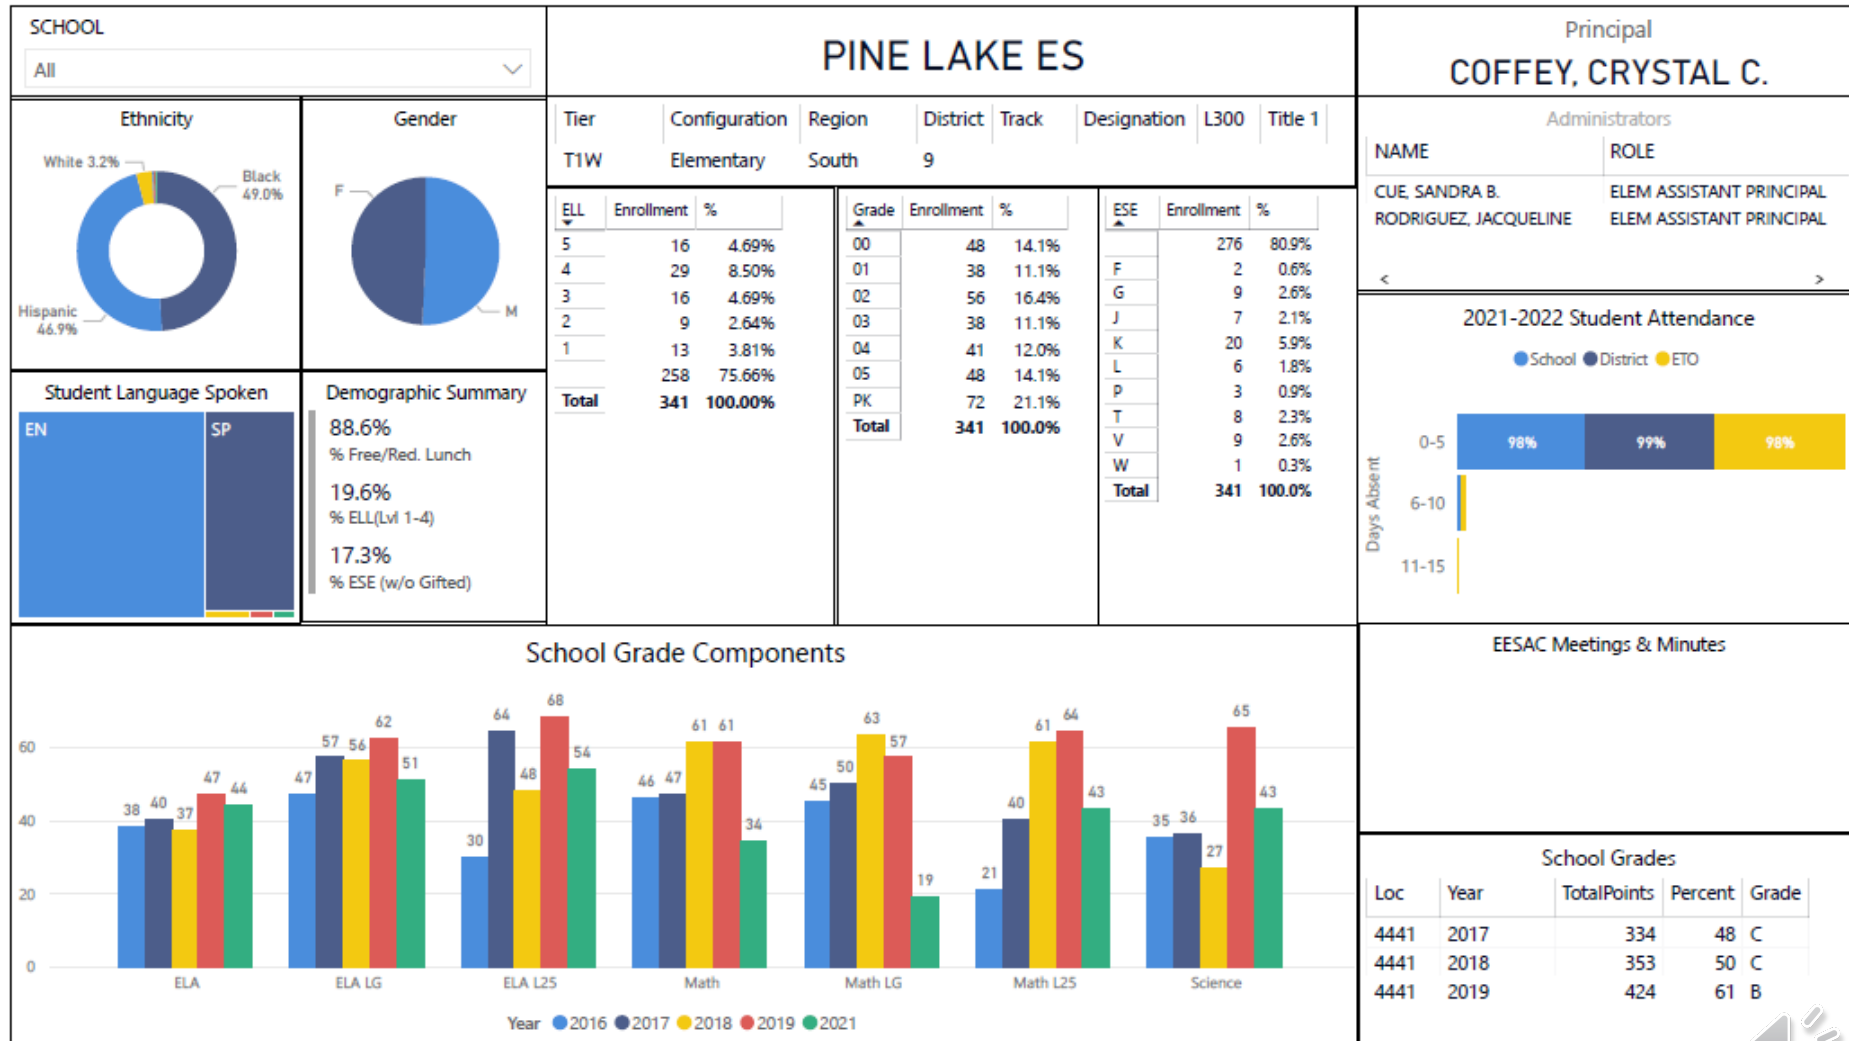 SCHOOL
All
PINE LAKE ES
Principal
COFFEY, CRYSTAL C.
Ethnicity
White 3.2%
Black
49.0%
Hispanic
46.9%
Gender
F
M
Tier Configuration Region District Track Designation L300 Title 1
T1W Elementary South 9
Administrators
NAME ROLE
CUE, SANDRA B. ELEM ASSISTANT PRINCIPAL
RODRIGUEZ, JACQUELINE ELEM ASSISTANT PRINCIPAL
< >
ELL Enrollment %
5 16 4.69%
4 29 8.50%
3 16 4.69%
2 9 2.64%
1 13 3.81%
258 75.66%
Total 341 100.00%
Grade Enrollment %
00 48 14.1%
01 38 11.1%
02 56 16.4%
03 38 11.1%
04 41 12.0%
05 48 14.1%
PK 72 21.1%
Total 341 100.0%
ESE Enrollment %
276 80.9%
F 2 0.6%
G 9 2.6%
J 7 2.1%
K 20 5.9%
L 6 1.8%
P 3 0.9%
T 8 2.3%
V 9 2.6%
W 1 0.3%
Total 341 100.0%
2021-2022 Student Attendance
School District ETO
Days Absent
0-5 98% 99% 98%
6-10
11-15
Student Language Spoken
EN SP
Demographic Summary
88.6%
% Free/Red. Lunch
19.6%
% ELL(Lvl 1-4)
17.3%
% ESE (w/o Gifted)
School Grade Components
60
40
20
0
38 40 37 47 44
47 57 56 62 51
30 64 48 68 54
46 47 61 61 34
45 50 63 57 19
21 40 61 64 43
35 36 27 65 43
ELA ELA LG ELA L25 Math Math LG Math L25 Science
Year 2016 2017 2018 2019 2021
EESAC Meetings & Minutes
School Grades
Loc Year TotalPoints Percent Grade
4441 2017 334 48 C
4441 2018 353 50 C
4441 2019 424 61 B